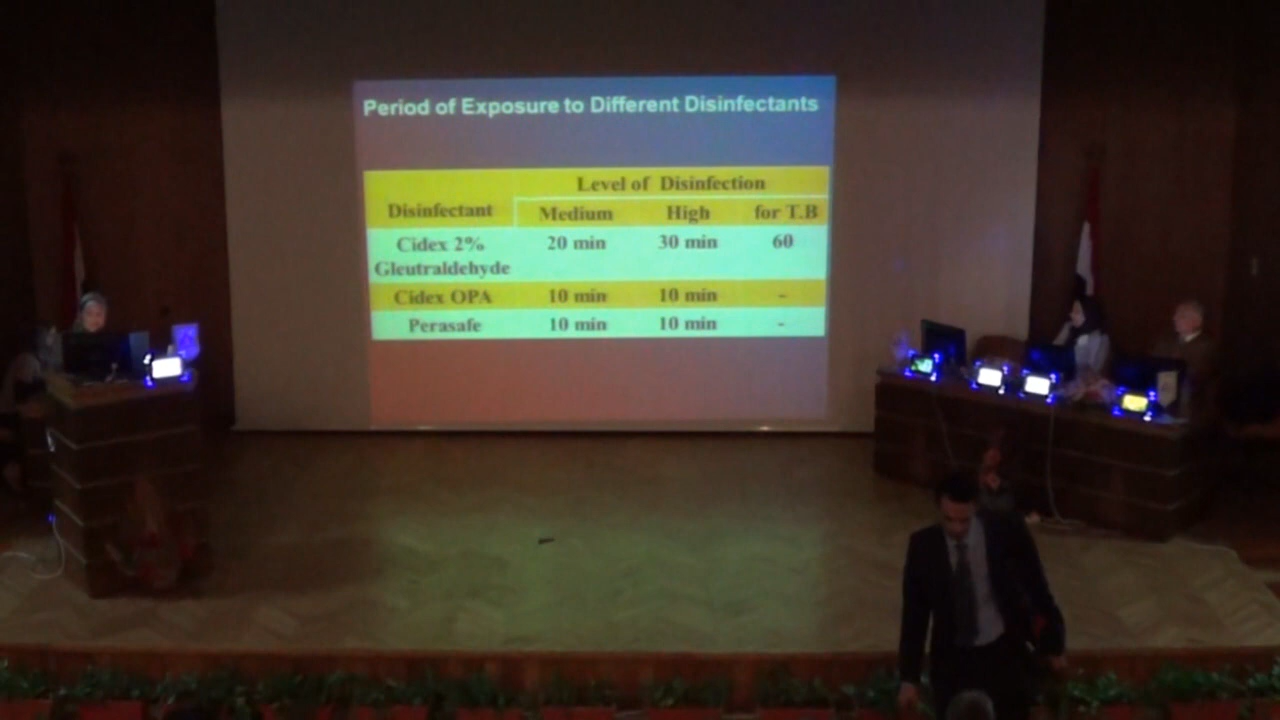 Period of Exposure to Different Disinfectants
Level of Disinfection
Disinfectant Medium High for T.B
Cidex 2% 20 min 30 min 60
Gleutraldehyde
Cidex OPA 10 min 10 min -
Perasafe 10 min 10 min -